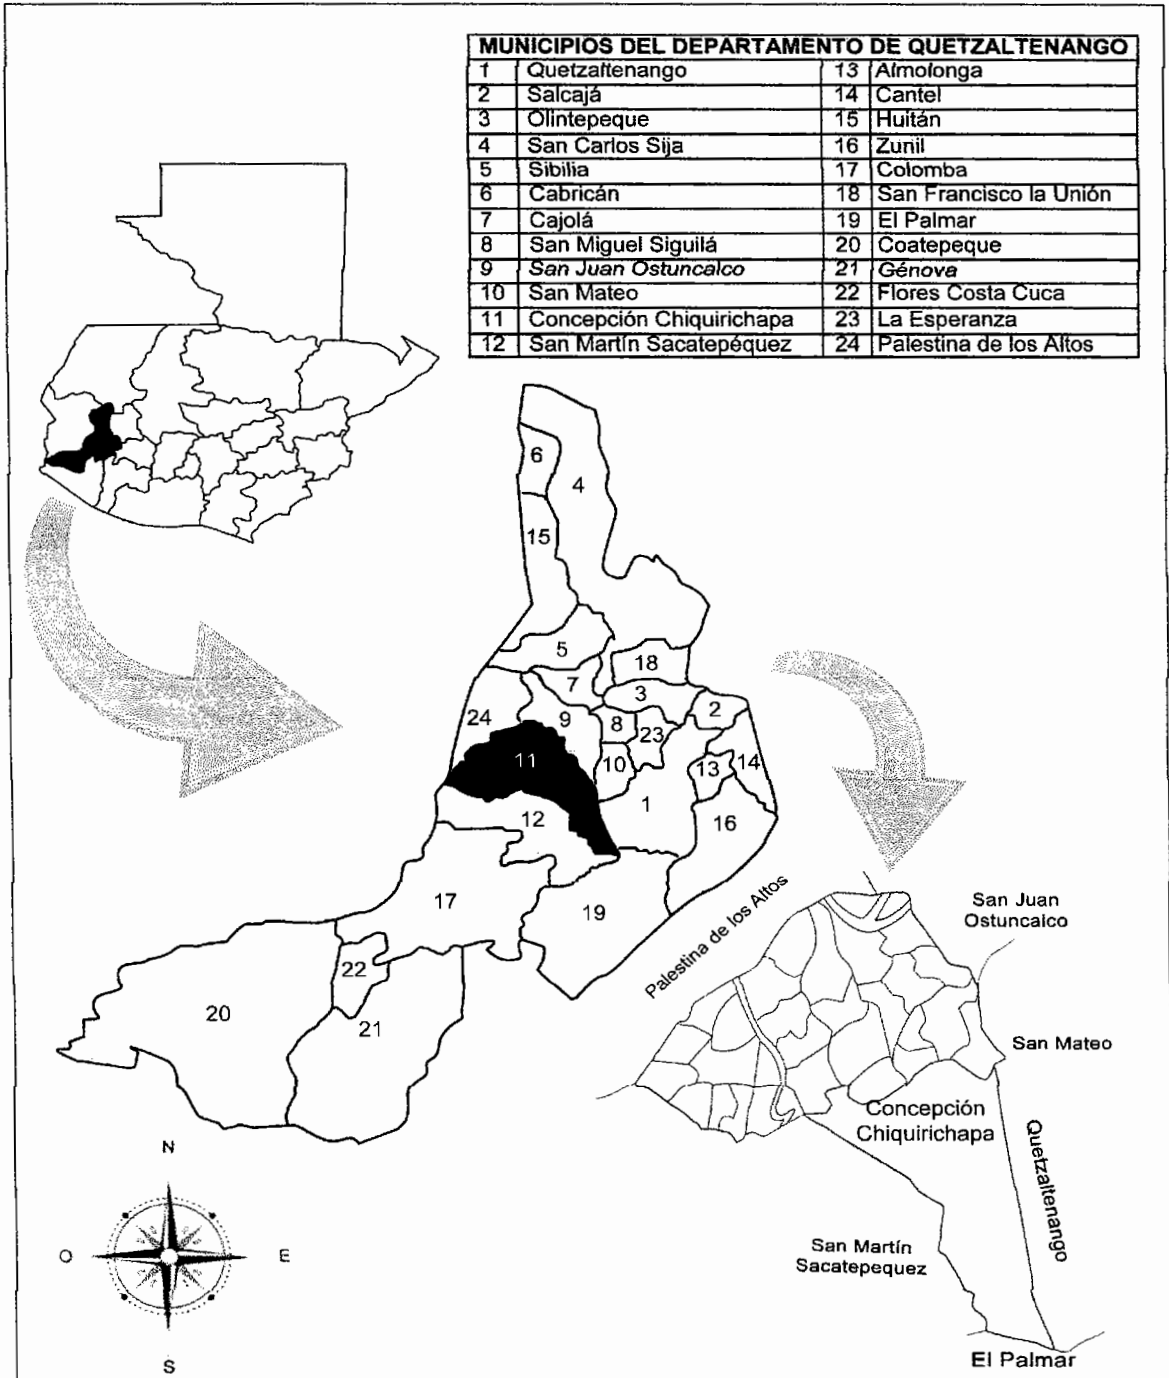 MUNICIPIOS DEL DEPARTAMENTO DE QUETZALTENANGO
1 Quetzaltenango 13 Almolonga
2 Salcajá 14 Cantel
3 Olintepeque 15 Huitán
4 San Carlos Sija 16 Zunil
5 Sibilia 17 Colomba
6 Cabricán 18 San Francisco la Unión
7 Cajolá 19 El Palmar
8 San Miguel Siguilá 20 Coatepeque
9 San Juan Ostuncalco 21 Génova
10 San Mateo 22 Flores Costa Cuca
11 Concepción Chiquirichapa 23 La Esperanza
12 San Martín Sacatepéquez 24 Palestina de los Altos
6
4
15
5
18
7
3
24
9
8
2
23
11
10
13
14
12
1
16
17
19
22
20
21
Palestina de los Altos
San Juan
Ostuncalco
San Mateo
Concepción
Chiquirichapa
Quetzaltenango
San Martín
Sacatepequez
El Palmar
N
O
E
S